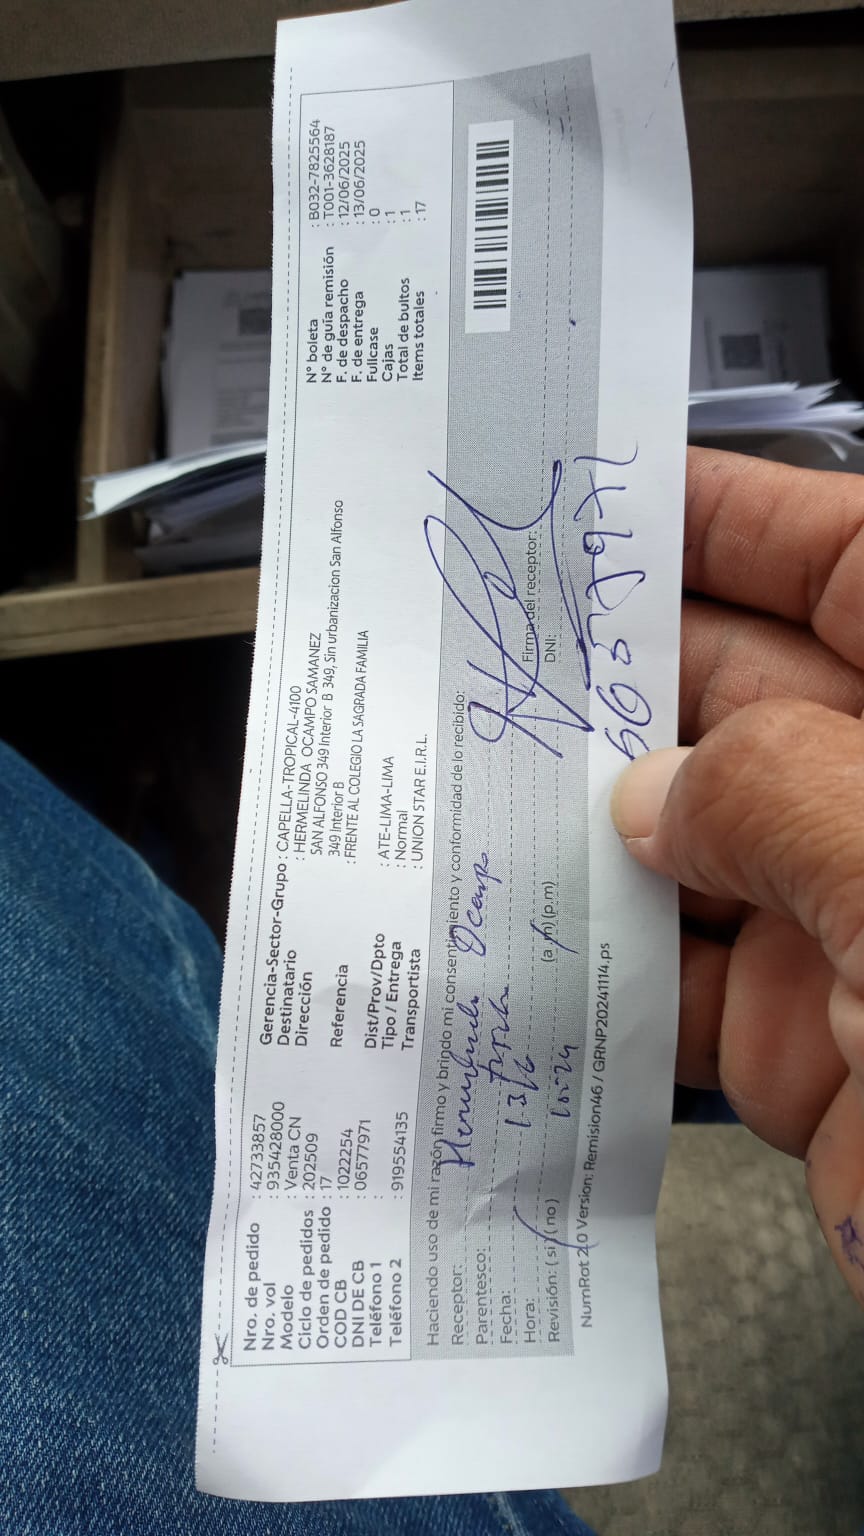 Nro. de pedido : 42733857
Nro. vol : 935428000
Modelo : Venta CN
Ciclo de pedidos : 202509
Orden de pedido : 17
COD CB : 1022254
DNI DE CB : 06577971
Teléfono 1 :
Teléfono 2 : 919554135
Gerencia-Sector-Grupo : CAPELLA-TROPICAL-4100
Destinatario : HERMELINDA OCAMPO SAMANEZ
Dirección SAN ALFONSO 349 Interior B 349, Sin urbanizacion San Alfonso
349 Interior B
Referencia : FRENTE AL COLEGIO LA SAGRADA FAMILIA
Dist/Prov/Dpto : ATE-LIMA-LIMA
Tipo / Entrega : Normal
Transportista : UNION STAR E.I.R.L.
N° boleta : B032-7825564
N° de guía remisión : T001-3628187
F. de despacho : 12/06/2025
F. de entrega : 13/06/2025
Fullcase : 0
Cajas : 1
Total de bultos : 1
Items totales : 17
Haciendo uso de mi razón firmo y brindo mi consentimiento y conformidad de lo recibido:
Receptor: Hermelinda Ocampo
Parentesco:
Fecha: 13/6
Hora: (a.m)(p.m)
Revisión: ( si ) ( no )
Firma del receptor:
DNI:
NumRot 2.0 Version: Remision46 / GRNP20241114.ps